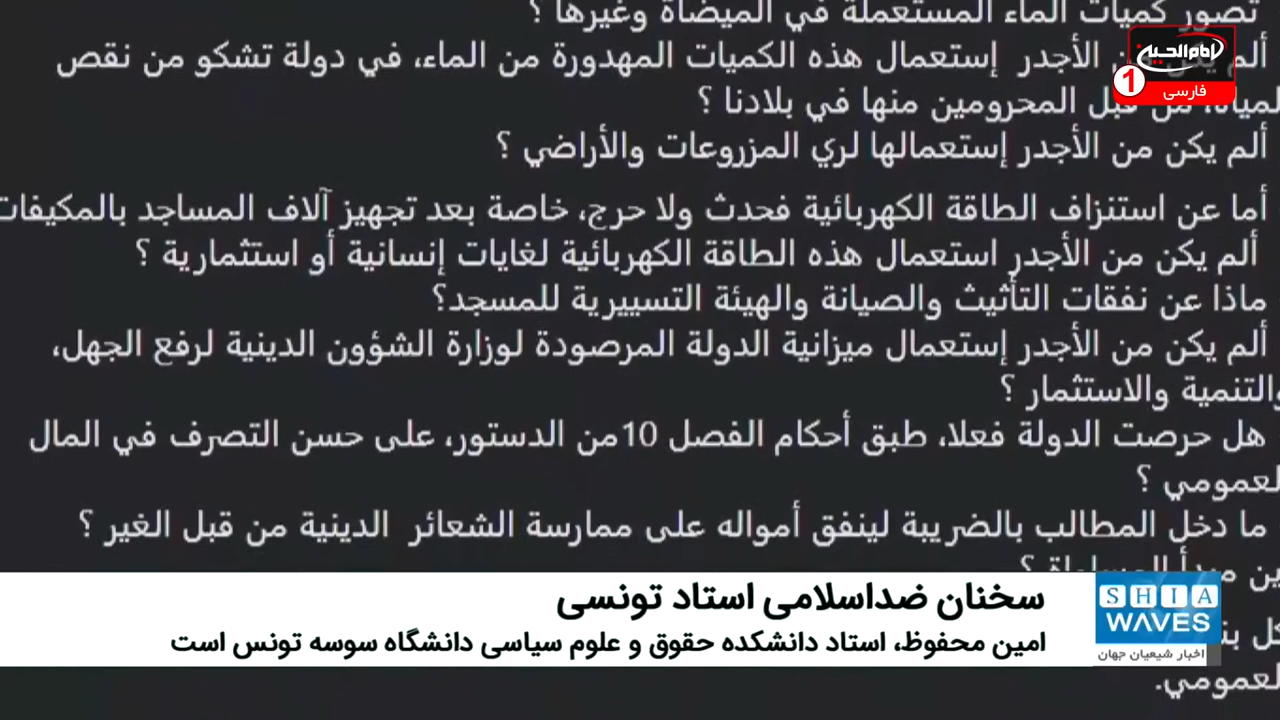 تصور كميات الماء المستعملة في الميضاة وغيرها ؟
ألم يكن من الأجدر إستعمال هذه الكميات المهدورة من الماء، في دولة تشكو من نقص
قبل المحرومين منها في بلادنا ؟
ألم يكن من الأجدر إستعمالها لري المزروعات والأراضي ؟
أما عن استنزاف الطاقة الكهربائية فحدث ولا حرج، خاصة بعد تجهيز آلاف المساجد بالمكيفات
ألم يكن من الأجدر استعمال هذه الطاقة الكهربائية لغايات إنسانية أو استثمارية ؟
ماذا عن نفقات التأثيث والصيانة والهيئة التسييرية للمسجد؟
ألم يكن من الأجدر إستعمال ميزانية الدولة المرصودة لوزارة الشؤون الدينية لرفع الجهل،
والتنمية والاستثمار ؟
هل حرصت الدولة فعلا، طبق أحكام الفصل 10من الدستور، على حسن التصرف في المال
العمومي ؟
ما دخل المطالب بالضريبة لينفق أمواله على ممارسة الشعائر الدينية من قبل الغير ؟
العمومي.
امام الحسین
1
فارسی
سخنان ضداسلامی استاد تونسی
امین محفوظ، استاد دانشکده حقوق و علوم سیاسی دانشگاه سوسه تونس است
SHIA
WAVES
اخبار شیعیان جهان